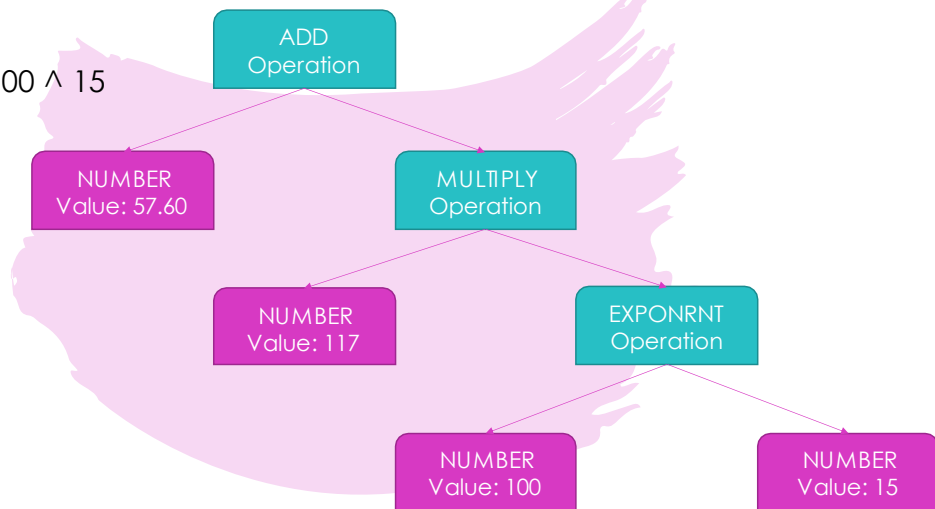 ADD
Operation
00 ^ 15
NUMBER
Value: 57.60
MULTIPLY
Operation
NUMBER
Value: 117
EXPONRNT
Operation
NUMBER
Value: 100
NUMBER
Value: 15